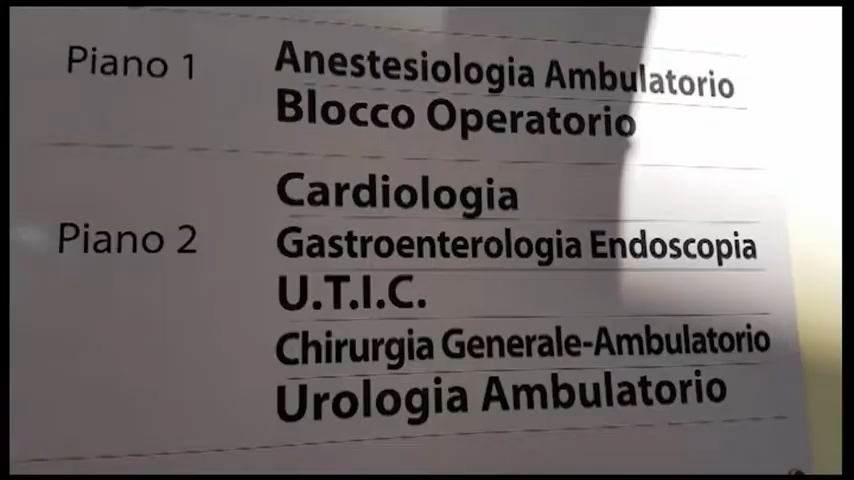 Piano 1
Anestesiologia Ambulatorio
Blocco Operatorio
Piano 2
Cardiologia
Gastroenterologia Endoscopia
U.T.I.C.
Chirurgia Generale-Ambulatorio
Urologia Ambulatorio